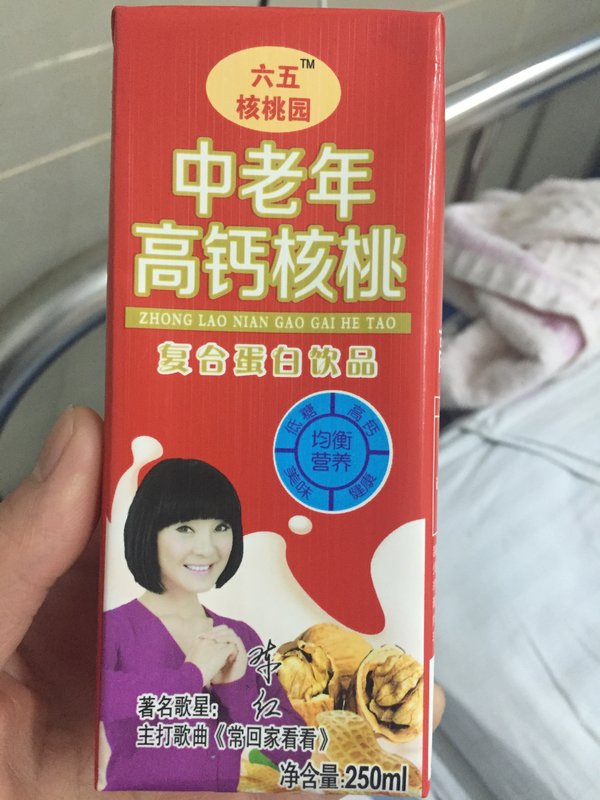 六五™
核桃园
中老年
高钙核桃
ZHONG LAO NIAN GAO GAI HE TAO
复合蛋白饮品
低糖 高钙
均衡
营养
美味 健康
陈红
著名歌星:
主打歌曲《常回家看看》
净含量:250ml